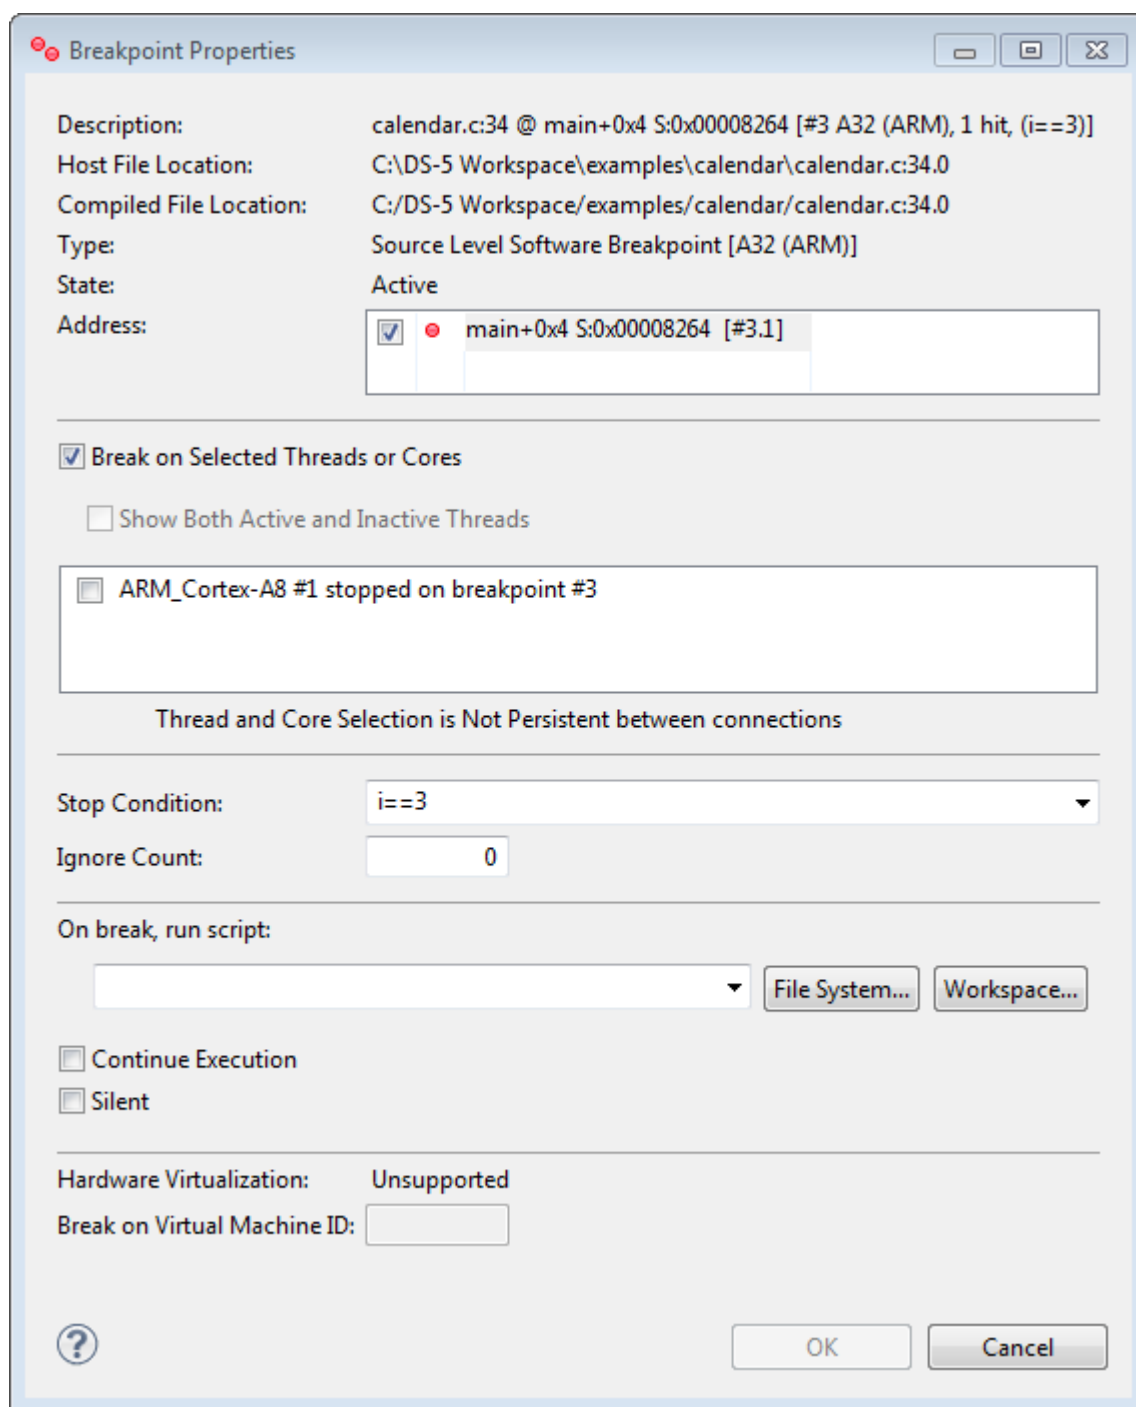 Breakpoint Properties
Description: calendar.c:34 @ main+0x4 S:0x00008264 [#3 A32 (ARM), 1 hit, (i==3)]
Host File Location: C:\DS-5 Workspace\examples\calendar\calendar.c:34.0
Compiled File Location: C:/DS-5 Workspace/examples/calendar/calendar.c:34.0
Type: Source Level Software Breakpoint [A32 (ARM)]
State: Active
Address: main+0x4 S:0x00008264 [#3.1]
Break on Selected Threads or Cores
Show Both Active and Inactive Threads
ARM_Cortex-A8 #1 stopped on breakpoint #3
Thread and Core Selection is Not Persistent between connections
Stop Condition: i==3
Ignore Count: 0
On break, run script:
File System... Workspace...
Continue Execution
Silent
Hardware Virtualization: Unsupported
Break on Virtual Machine ID:
? OK Cancel